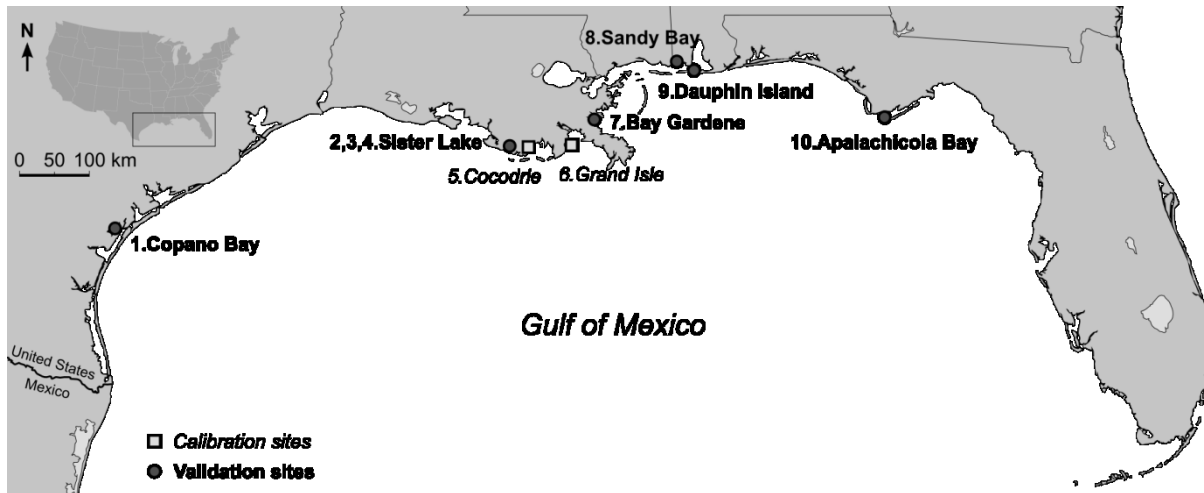 N
8.Sandy Bay
9.Dauphin Island
7.Bay Gardene
0 50 100 km
2,3,4.Sister Lake
10.Apalachicola Bay
5.Cocodrie
6.Grand Isle
1.Copano Bay
Gulf of Mexico
United States
Mexico
Calibration sites
Validation sites